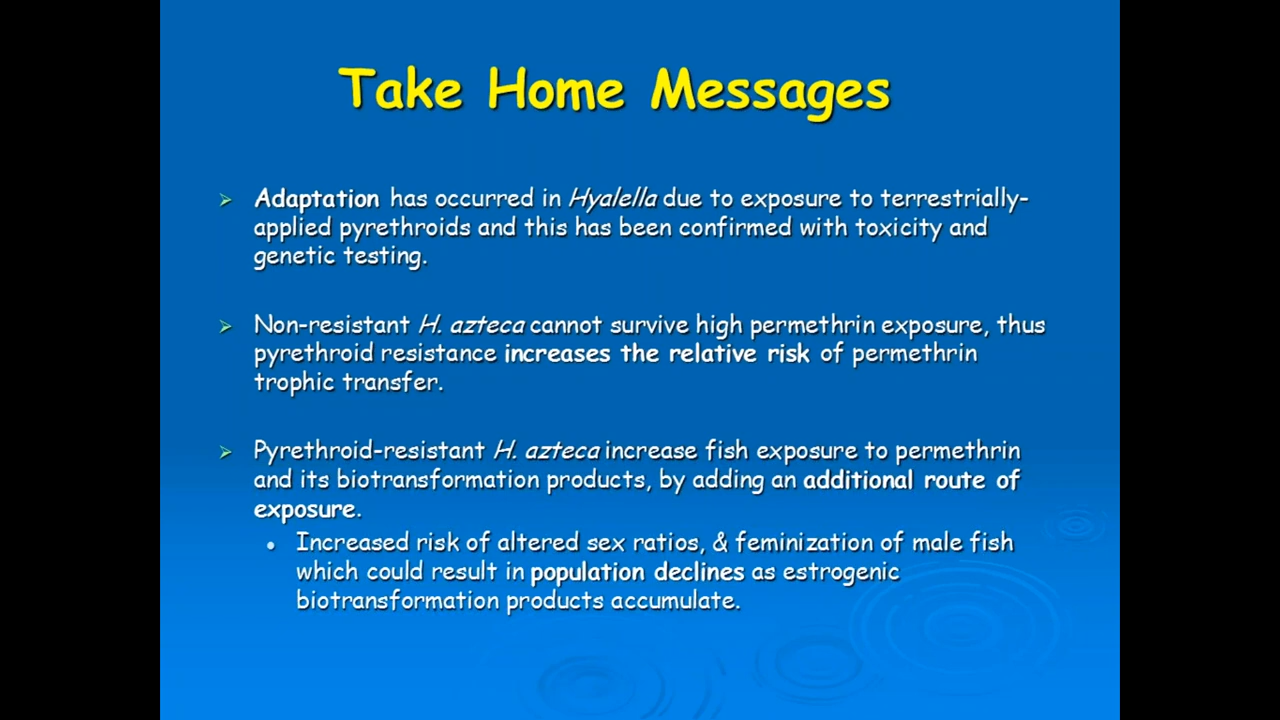 Take Home Messages
Adaptation has occurred in Hyalella due to exposure to terrestrially-
applied pyrethroids and this has been confirmed with toxicity and
genetic testing.
Non-resistant H. azteca cannot survive high permethrin exposure, thus
pyrethroid resistance increases the relative risk of permethrin
trophic transfer.
Pyrethroid-resistant H. azteca increase fish exposure to permethrin
and its biotransformation products, by adding an additional route of
exposure.
Increased risk of altered sex ratios, & feminization of male fish
which could result in population declines as estrogenic
biotransformation products accumulate.